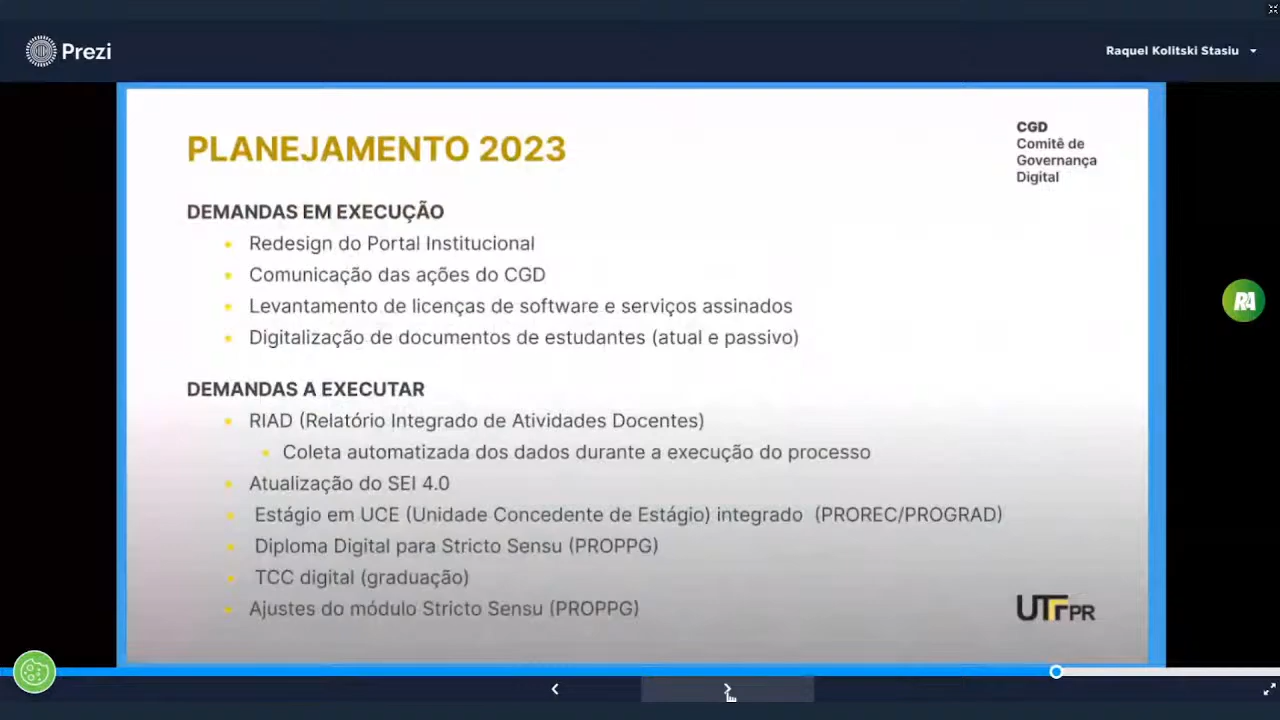 Prezi
Raquel Kolitski Stasiu
PLANEJAMENTO 2023
CGD
Comitê de
Governança
Digital
DEMANDAS EM EXECUÇÃO
Redesign do Portal Institucional
Comunicação das ações do CGD
Levantamento de licenças de software e serviços assinados
Digitalização de documentos de estudantes (atual e passivo)
DEMANDAS A EXECUTAR
RIAD (Relatório Integrado de Atividades Docentes)
Coleta automatizada dos dados durante a execução do processo
Atualização do SEI 4.0
Estágio em UCE (Unidade Concedente de Estágio) integrado (PROREC/PROGRAD)
Diploma Digital para Stricto Sensu (PROPPG)
TCC digital (graduação)
Ajustes do módulo Stricto Sensu (PROPPG)
UTFPR
RA